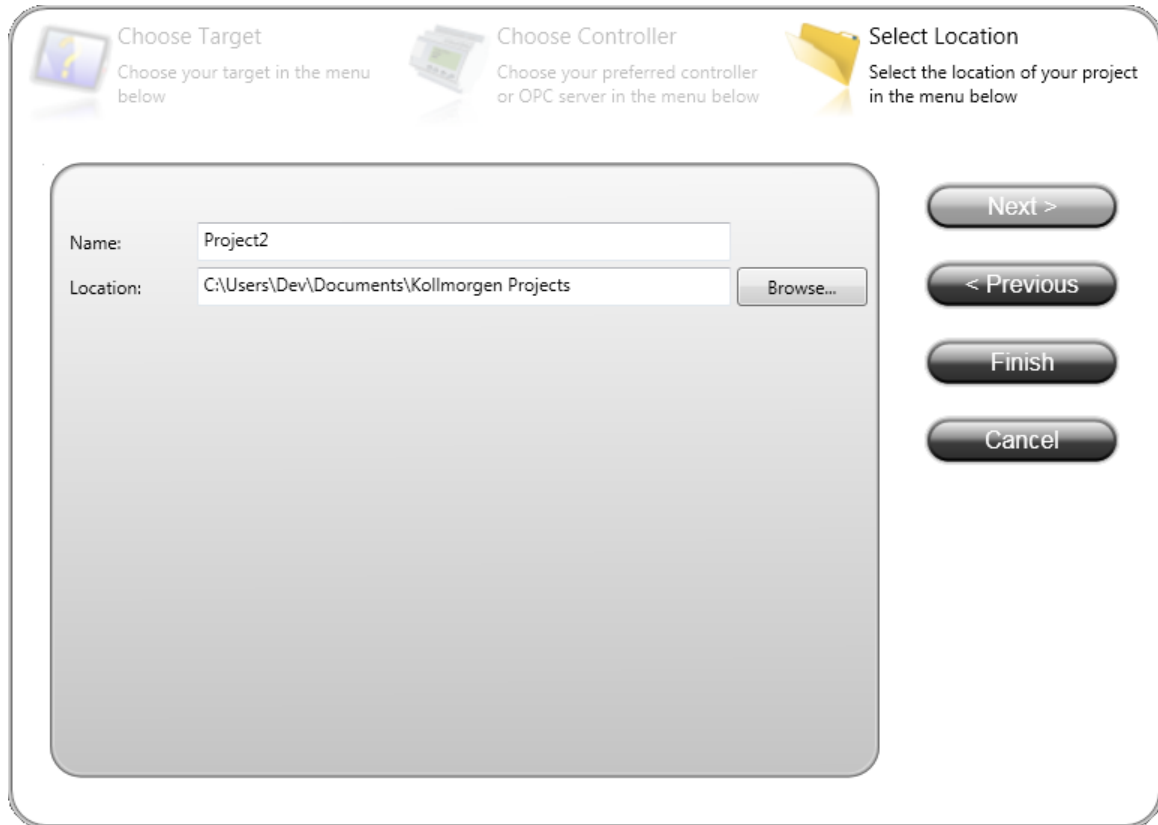 Choose Target
Choose your target in the menu
below
Choose Controller
Choose your preferred controller
or OPC server in the menu below
Select Location
Select the location of your project
in the menu below
Name:
Project2
Location:
C:\Users\Dev\Documents\Kollmorgen Projects
Browse...
Next >
< Previous
Finish
Cancel